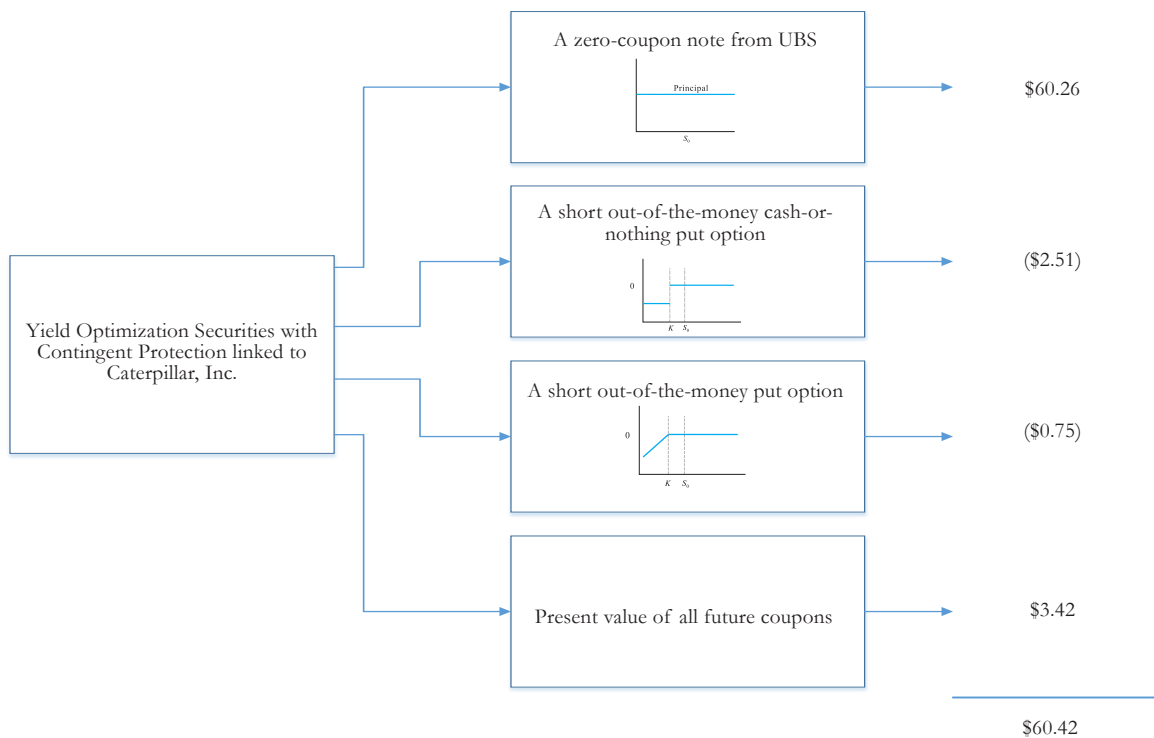 A zero-coupon note from UBS
Principal
S₀
$60.26
A short out-of-the-money cash-or-
nothing put option
0
K S₀
($2.51)
Yield Optimization Securities with
Contingent Protection linked to
Caterpillar, Inc.
A short out-of-the-money put option
0
K S₀
($0.75)
Present value of all future coupons
$3.42
$60.42